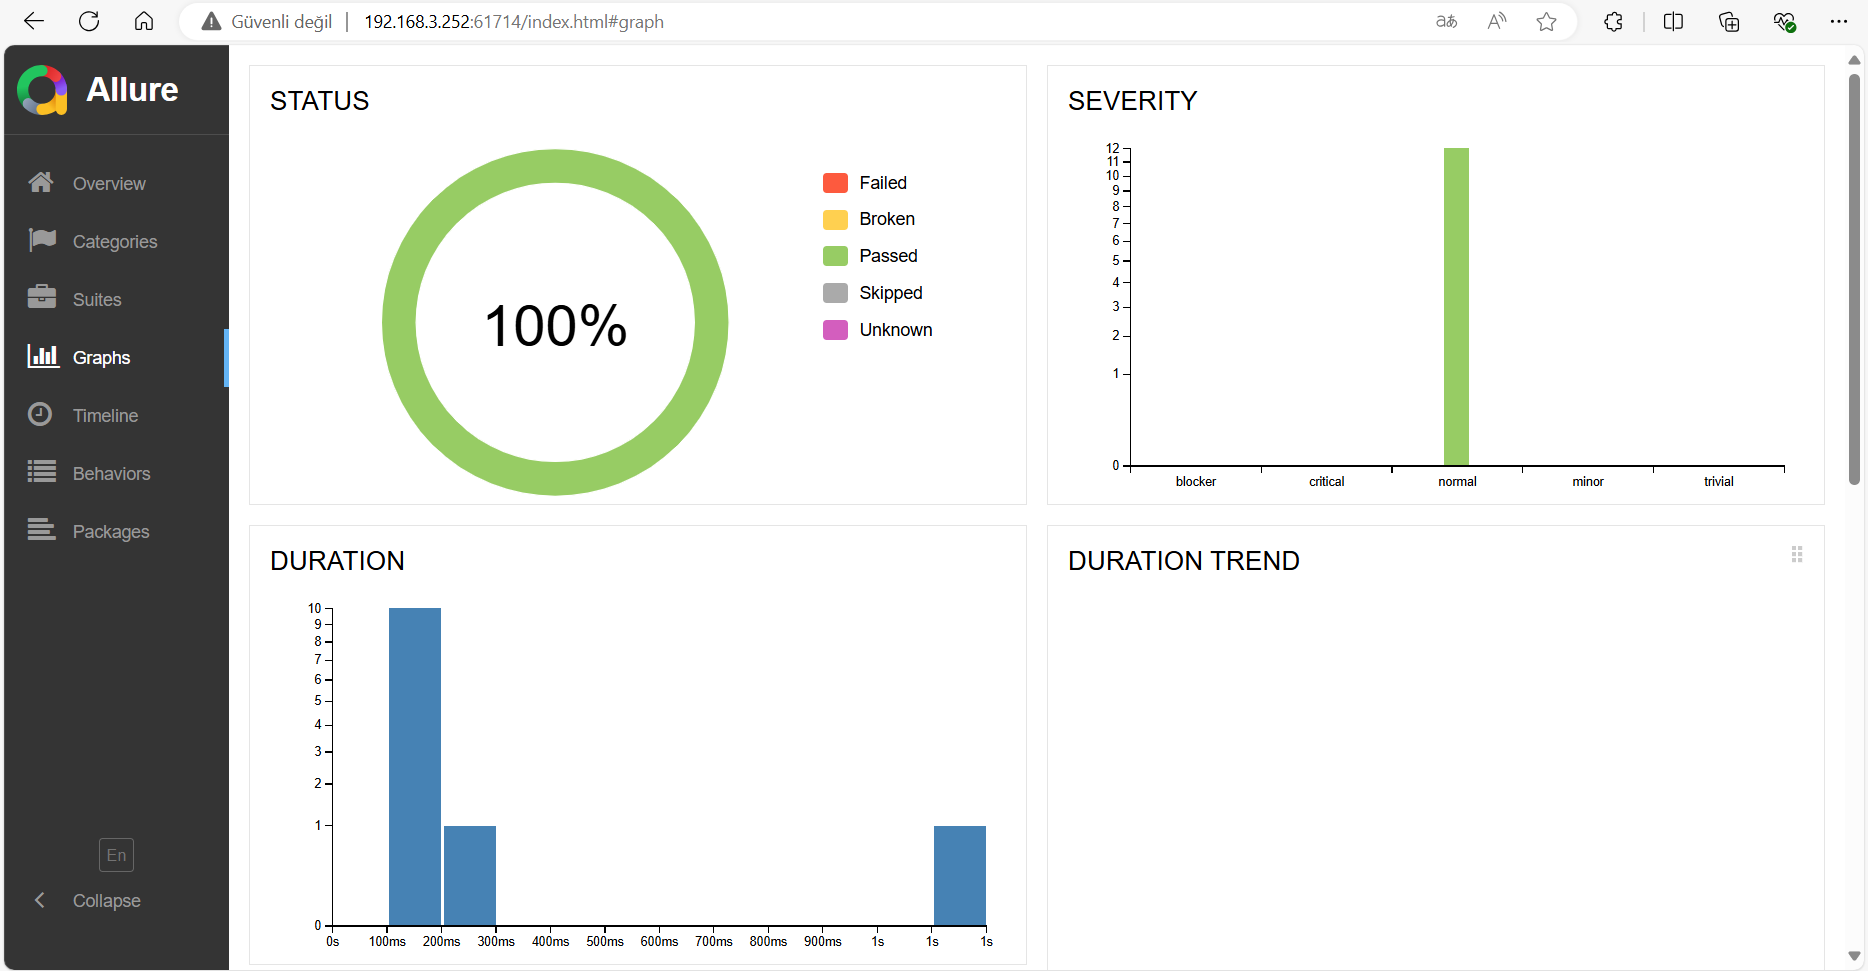 Güvenli değil
192.168.3.252:61714/index.html#graph
aあ
A
Allure
Overview
Categories
Suites
Graphs
Timeline
Behaviors
Packages
En
Collapse
STATUS
100%
Failed
Broken
Passed
Skipped
Unknown
SEVERITY
12
11
10
9
8
7
6
5
4
3
2
1
0
blocker critical normal minor trivial
DURATION
10
9
8
7
6
5
4
3
2
1
0
0s 100ms 200ms 300ms 400ms 500ms 600ms 700ms 800ms 900ms 1s 1s 1s
DURATION TREND